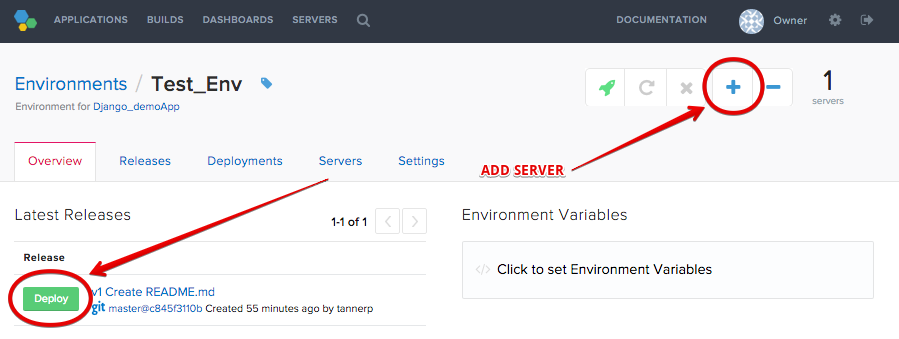 APPLICATIONS BUILDS DASHBOARDS SERVERS DOCUMENTATION Owner
Environments / Test_Env
1
servers
Environment for Django_demoApp
Overview Releases Deployments Servers Settings
ADD SERVER
Latest Releases
1-1 of 1
Environment Variables
Release
Click to set Environment Variables
Deploy
v1 Create README.md
git master@c845f3110b Created 55 minutes ago by tannerp